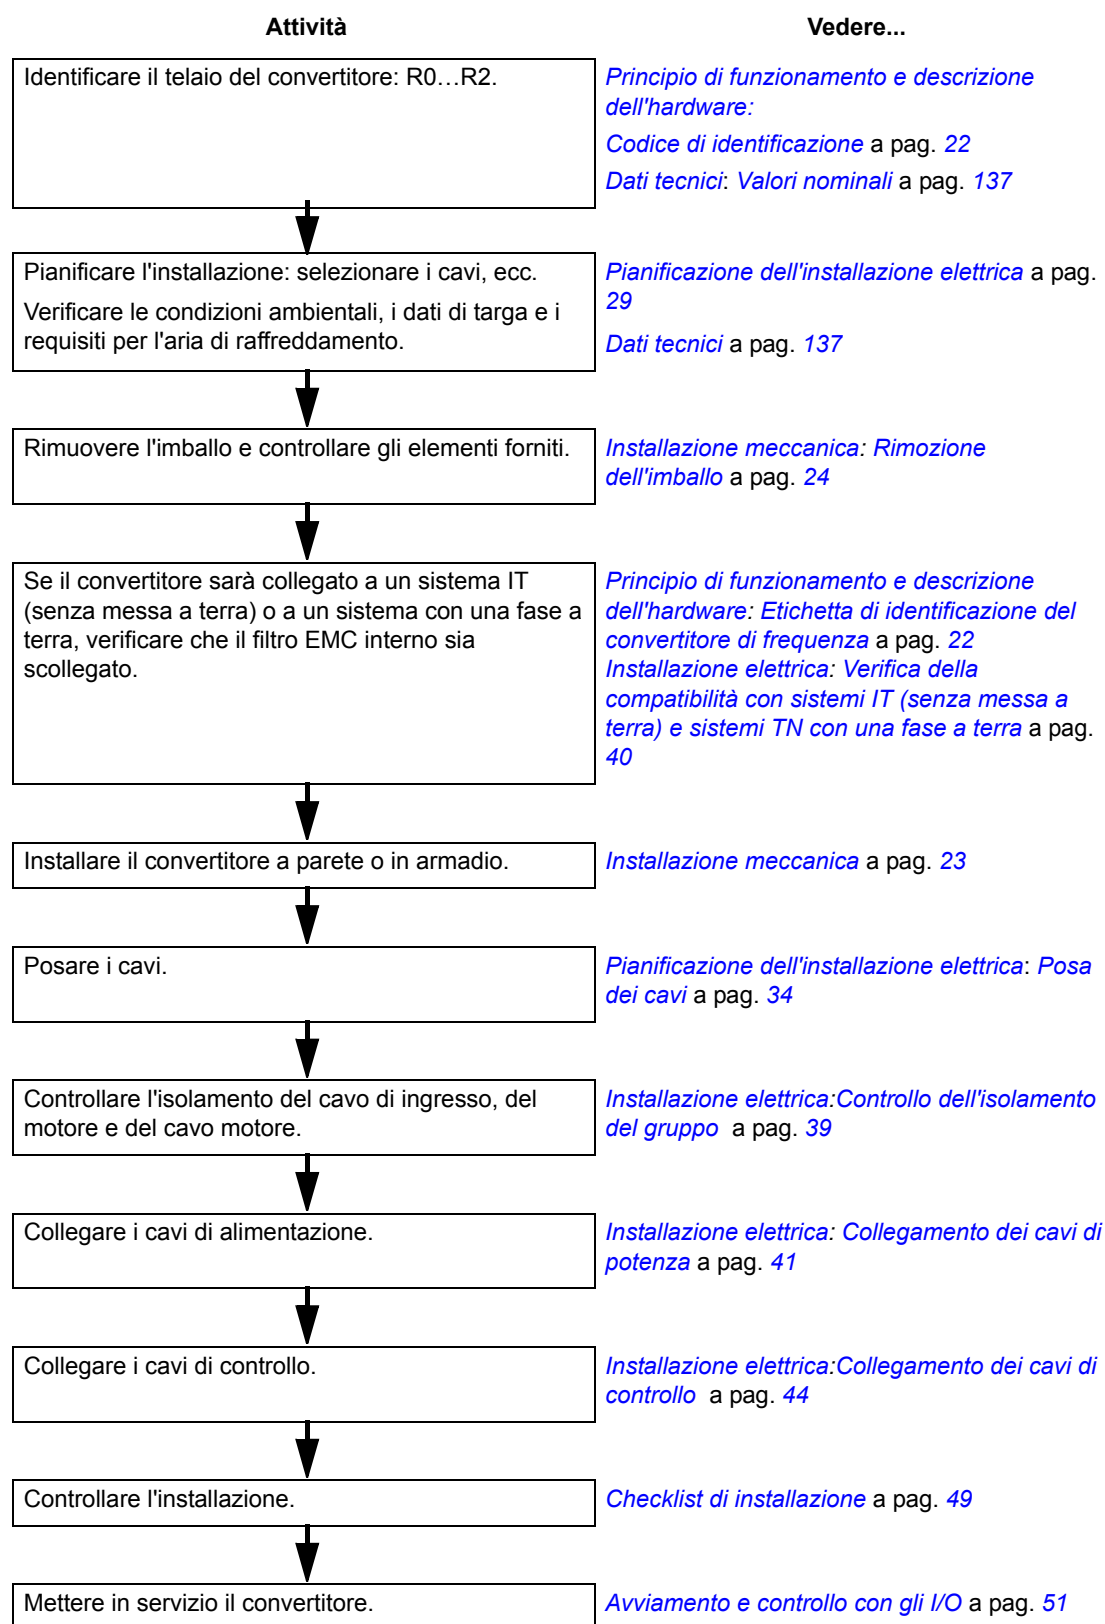 Attività
Vedere...
Identificare il telaio del convertitore: R0…R2.
Principio di funzionamento e descrizione
dell'hardware:
Codice di identificazione a pag. 22
Dati tecnici: Valori nominali a pag. 137
Pianificare l'installazione: selezionare i cavi, ecc.
Verificare le condizioni ambientali, i dati di targa e i
requisiti per l'aria di raffreddamento.
Pianificazione dell'installazione elettrica a pag.
29
Dati tecnici a pag. 137
Rimuovere l'imballo e controllare gli elementi forniti.
Installazione meccanica: Rimozione
dell'imballo a pag. 24
Se il convertitore sarà collegato a un sistema IT
(senza messa a terra) o a un sistema con una fase a
terra, verificare che il filtro EMC interno sia
scollegato.
Principio di funzionamento e descrizione
dell'hardware: Etichetta di identificazione del
convertitore di frequenza a pag. 22
Installazione elettrica: Verifica della
compatibilità con sistemi IT (senza messa a
terra) e sistemi TN con una fase a terra a pag.
40
Installare il convertitore a parete o in armadio.
Installazione meccanica a pag. 23
Posare i cavi.
Pianificazione dell'installazione elettrica: Posa
dei cavi a pag. 34
Controllare l'isolamento del cavo di ingresso, del
motore e del cavo motore.
Installazione elettrica:Controllo dell'isolamento
del gruppo a pag. 39
Collegare i cavi di alimentazione.
Installazione elettrica: Collegamento dei cavi di
potenza a pag. 41
Collegare i cavi di controllo.
Installazione elettrica:Collegamento dei cavi di
controllo a pag. 44
Controllare l'installazione.
Checklist di installazione a pag. 49
Mettere in servizio il convertitore.
Avviamento e controllo con gli I/O a pag. 51